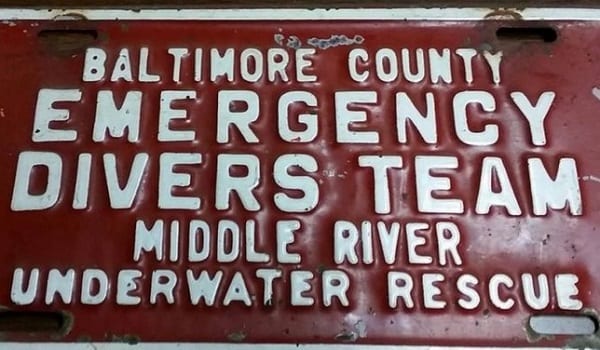 BALTIMORE COUNTY
EMERGENCY
DIVERS TEAM
MIDDLE RIVER
UNDERWATER RESCUE